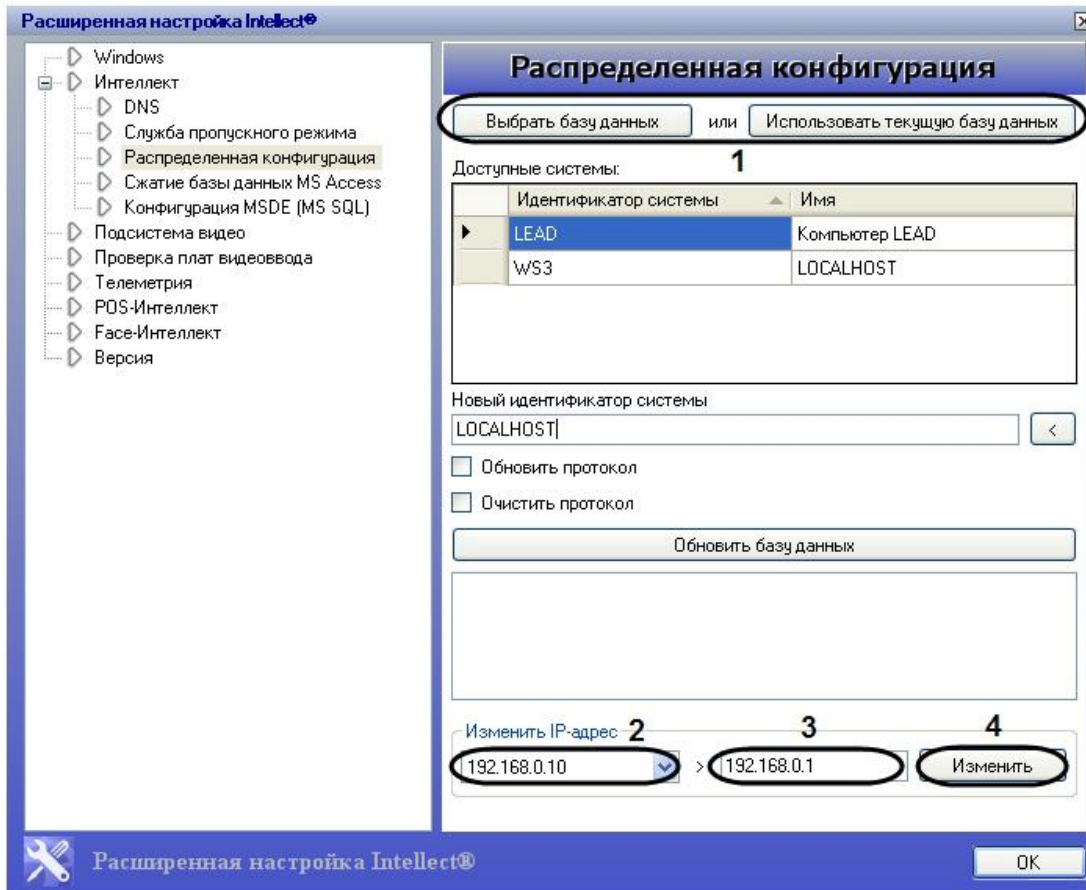 Расширенная настройка Intellect®
Windows
Интеллект
DNS
Служба пропускного режима
Распределенная конфигурация
Сжатие базы данных MS Access
Конфигурация MSDE (MS SQL)
Подсистема видео
Проверка плат видеоввода
Телеметрия
POS-Интеллект
Face-Интеллект
Версия
Распределенная конфигурация
Выбрать базу данных или Использовать текущую базу данных
1
Доступные системы:
Идентификатор системы Имя
LEAD Компьютер LEAD
WS3 LOCALHOST
Новый идентификатор системы
LOCALHOST <
Обновить протокол
Очистить протокол
Обновить базу данных
Изменить IP-адрес 2 3 4
192.168.0.10 > 192.168.0.1 Изменить
Расширенная настройка Intellect® OK